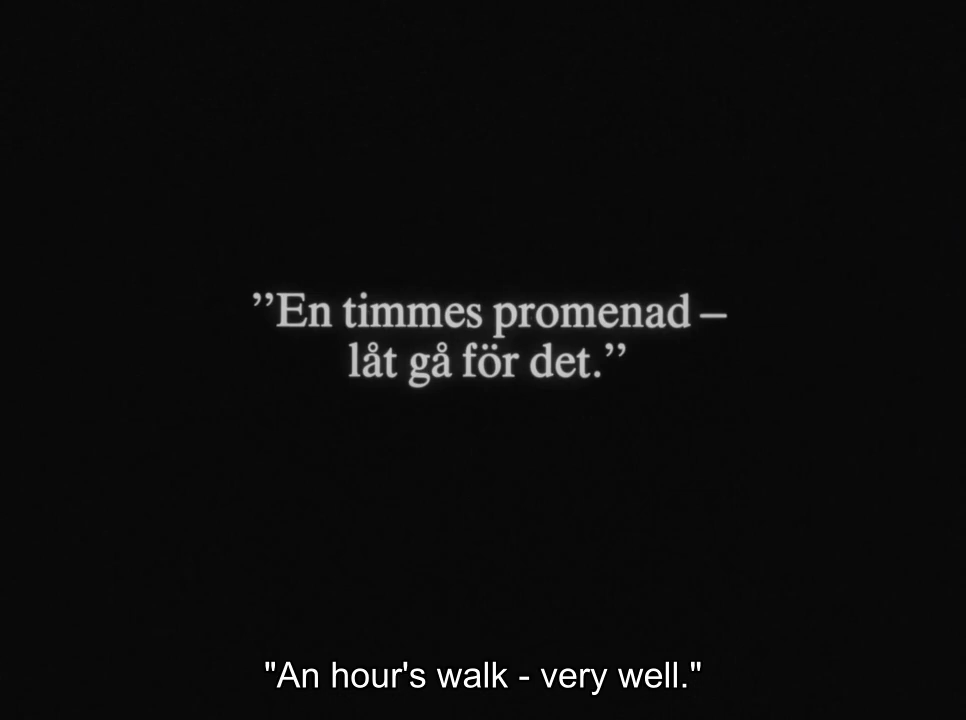 ”En timmes promenad –
låt gå för det.”
"An hour's walk - very well."